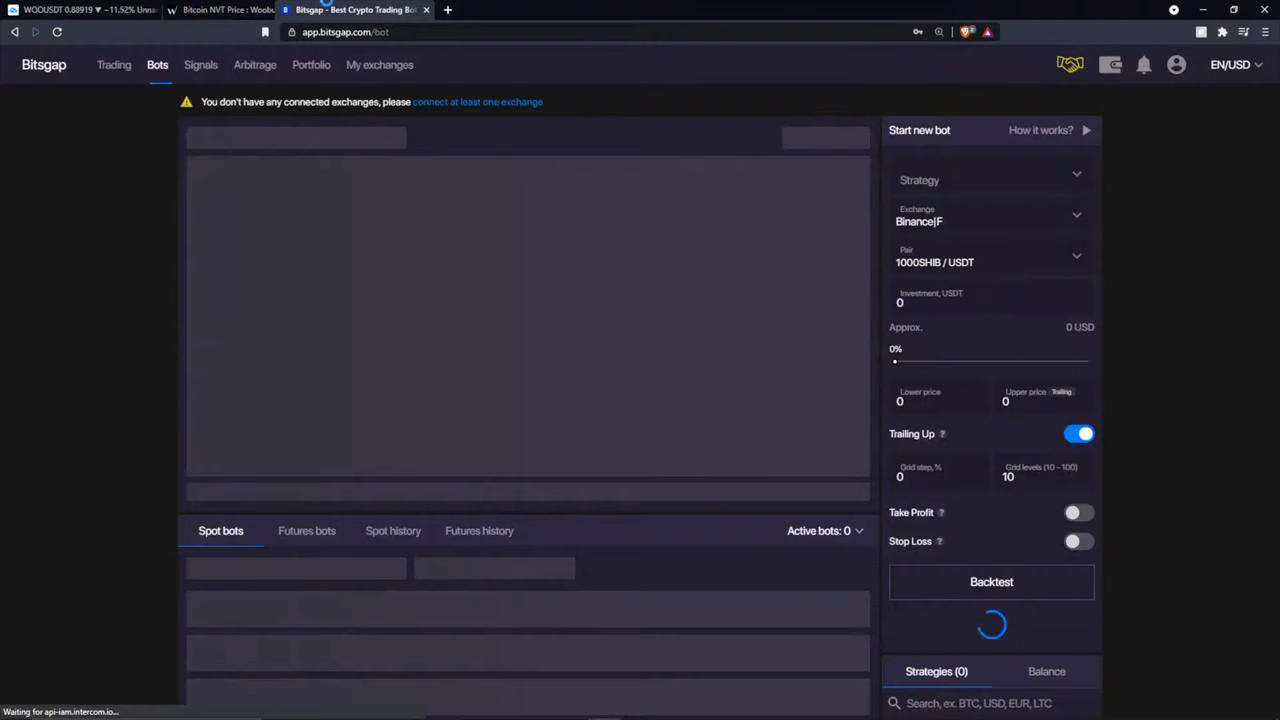 WOOUSDT 0.88919 ▼ −11.52% Unna
Bitcoin NVT Price : Woobu
Bitsgap - Best Crypto Trading Bo
app.bitsgap.com/bot
Bitsgap
Trading
Bots
Signals
Arbitrage
Portfolio
My exchanges
EN/USD
You don't have any connected exchanges, please connect at least one exchange
Start new bot
How it works?
Strategy
Exchange
Binance|F
Pair
1000SHIB / USDT
Investment, USDT
0
Approx.
0 USD
0%
Lower price
0
Upper price Trailing
0
Trailing Up ?
Grid step, %
0
Grid levels (10 – 100)
10
Take Profit ?
Stop Loss ?
Backtest
Spot bots
Futures bots
Spot history
Futures history
Active bots: 0
Strategies (0)
Balance
Search, ex. BTC, USD, EUR, LTC
Waiting for api-iam.intercom.io...